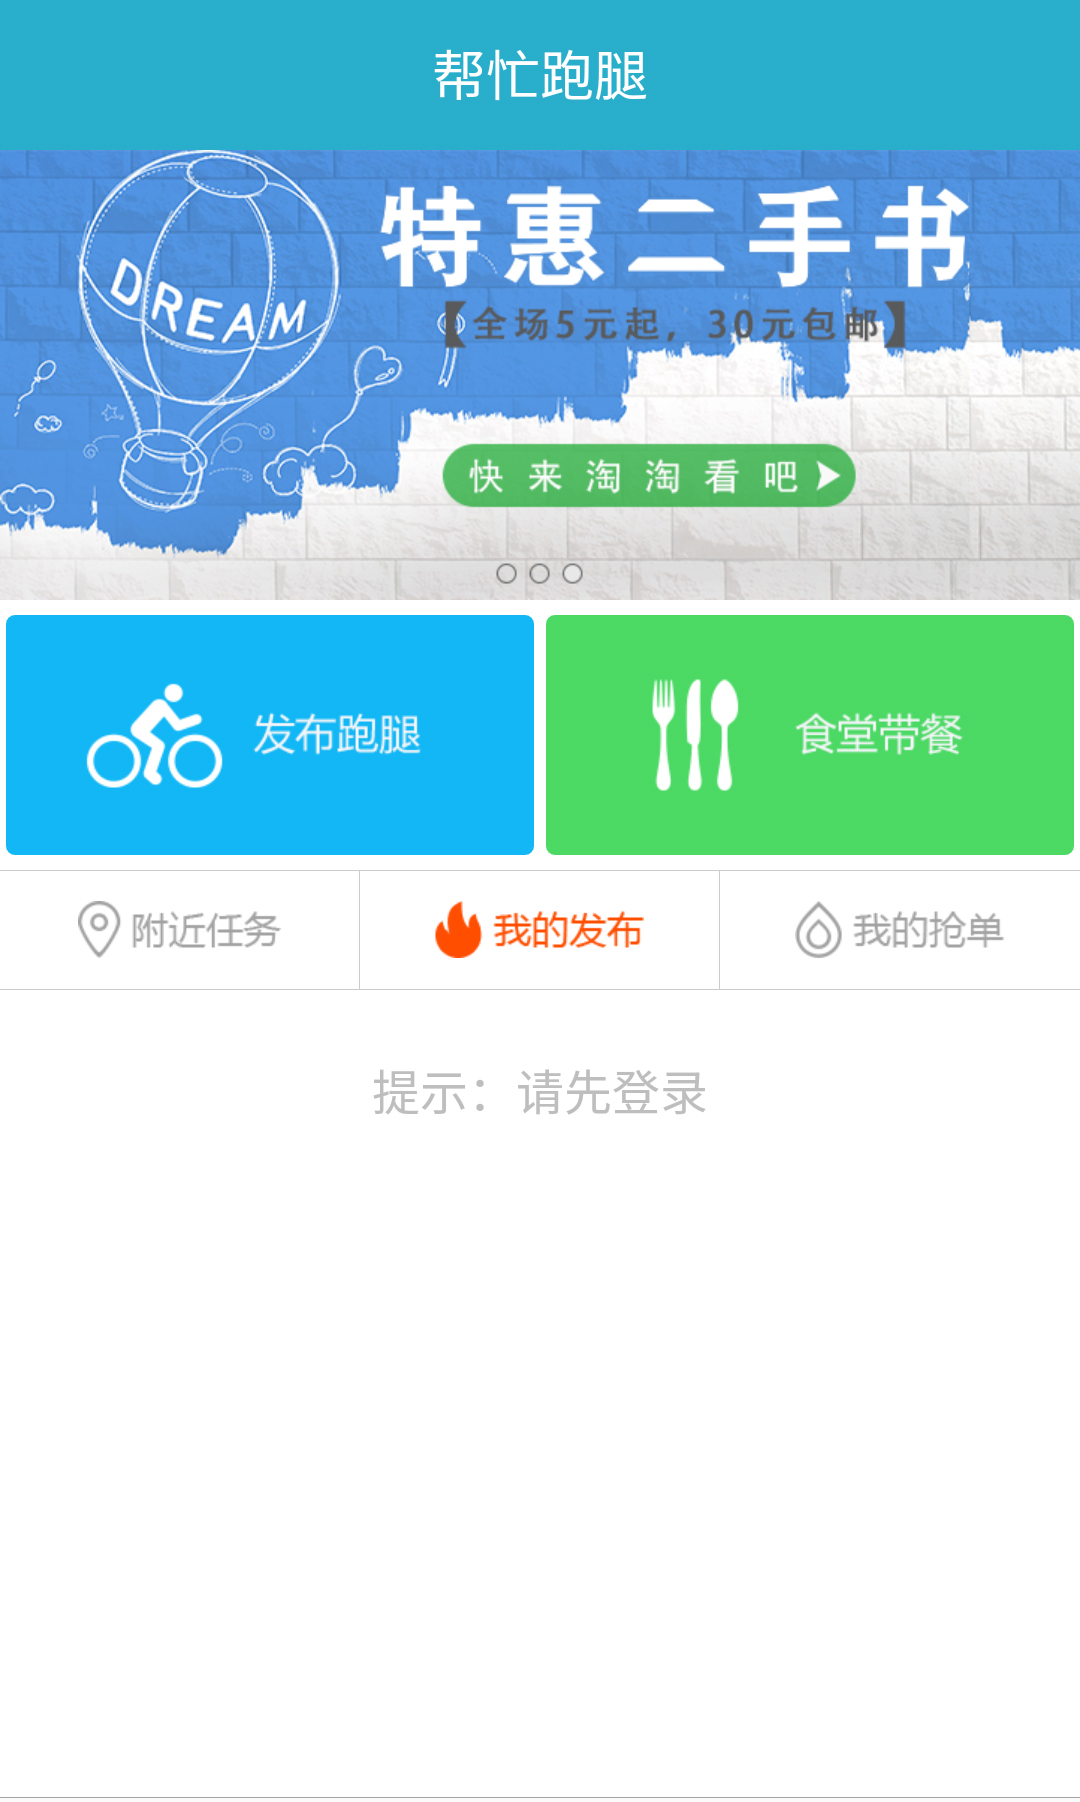 帮忙跑腿
DREAM
特惠二手书
【全场5元起，30元包邮】
快来淘淘看吧
发布跑腿
食堂带餐
附近任务
我的发布
我的抢单
提示：请先登录